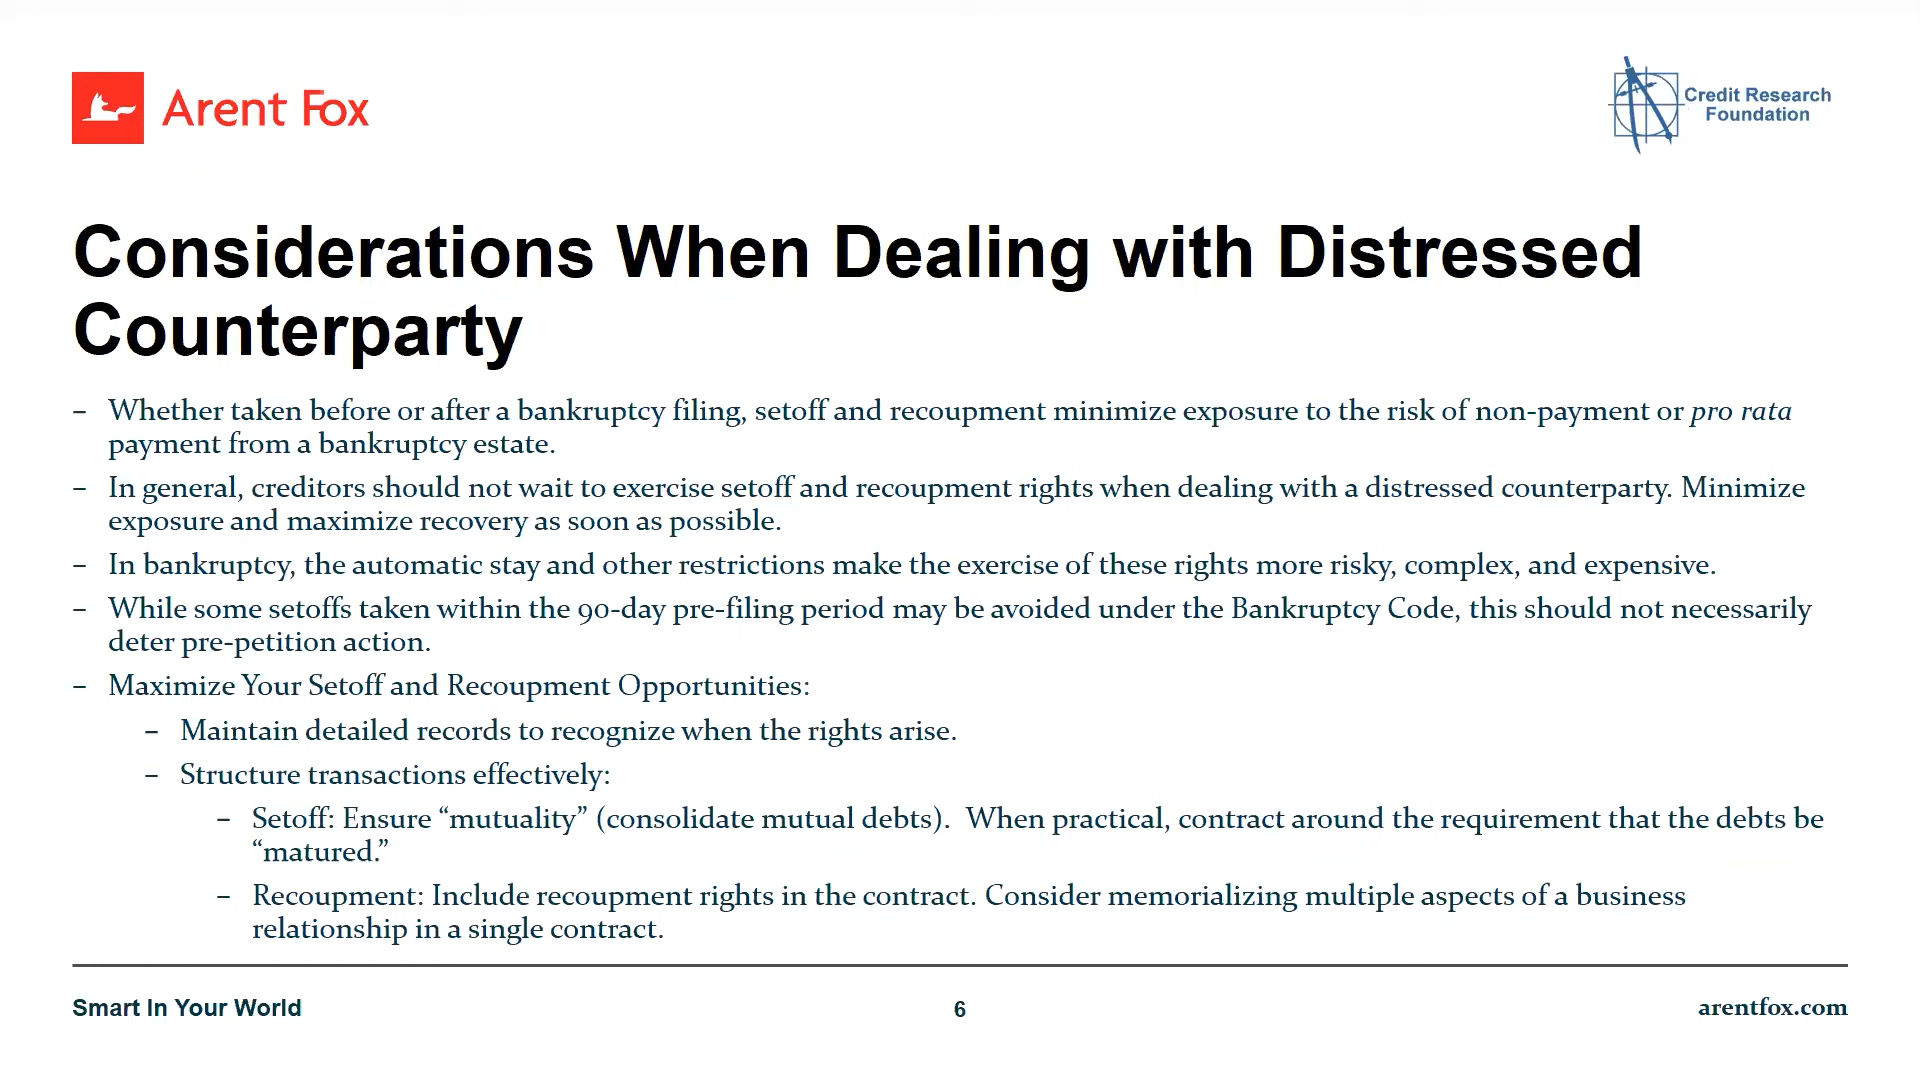 Arent Fox
Credit Research
Foundation
Considerations When Dealing with Distressed
Counterparty
– Whether taken before or after a bankruptcy filing, setoff and recoupment minimize exposure to the risk of non-payment or pro rata
payment from a bankruptcy estate.
– In general, creditors should not wait to exercise setoff and recoupment rights when dealing with a distressed counterparty. Minimize
exposure and maximize recovery as soon as possible.
– In bankruptcy, the automatic stay and other restrictions make the exercise of these rights more risky, complex, and expensive.
– While some setoffs taken within the 90-day pre-filing period may be avoided under the Bankruptcy Code, this should not necessarily
deter pre-petition action.
– Maximize Your Setoff and Recoupment Opportunities:
– Maintain detailed records to recognize when the rights arise.
– Structure transactions effectively:
– Setoff: Ensure “mutuality” (consolidate mutual debts).  When practical, contract around the requirement that the debts be
“matured.”
– Recoupment: Include recoupment rights in the contract. Consider memorializing multiple aspects of a business
relationship in a single contract.
Smart In Your World
6
arentfox.com